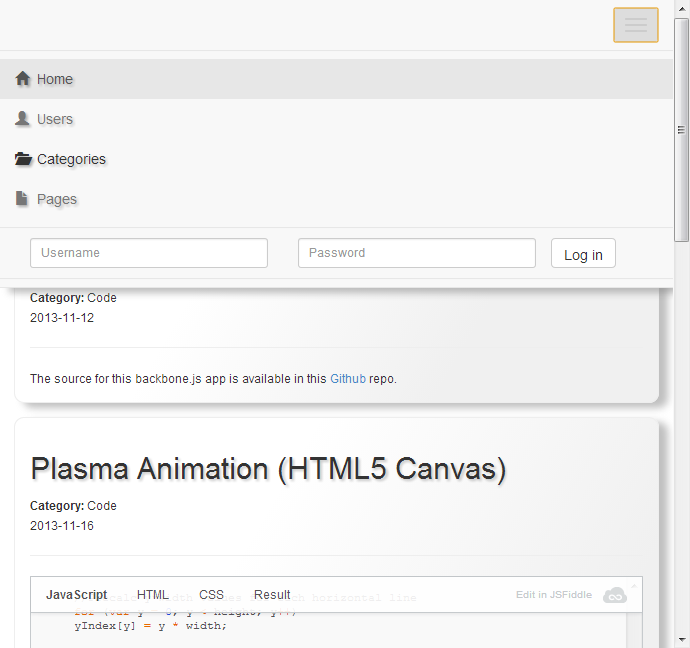 Home
Users
Categories
Pages
Username Password Log in
Category: Code
2013-11-12
The source for this backbone.js app is available in this Github repo.
Plasma Animation (HTML5 Canvas)
Category: Code
2013-11-16
JavaScript HTML CSS Result Edit in JSFiddle
horizontal line
yIndex[y] = y * width;